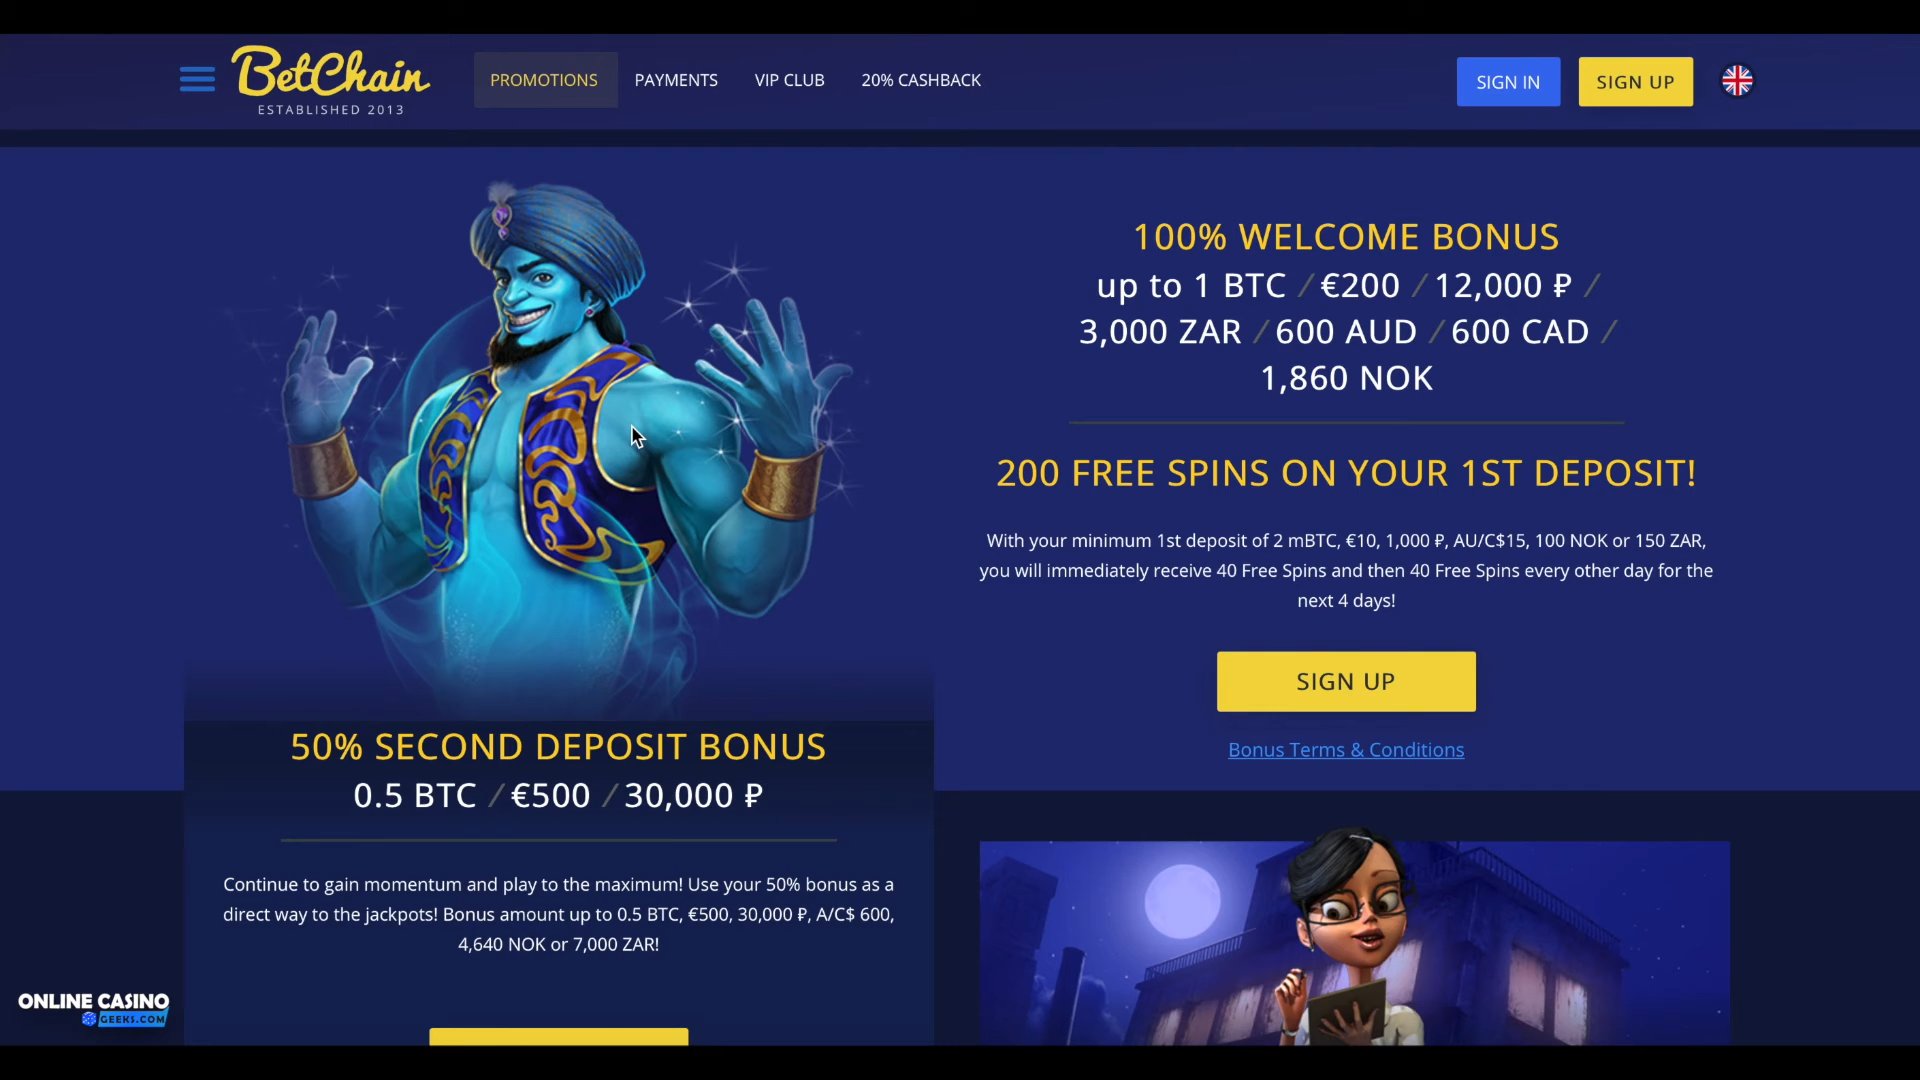 BetChain
ESTABLISHED 2013
PROMOTIONS
PAYMENTS
VIP CLUB
20% CASHBACK
SIGN IN
SIGN UP
100% WELCOME BONUS
up to 1 BTC / €200 / 12,000 ₽ /
3,000 ZAR / 600 AUD / 600 CAD /
1,860 NOK
200 FREE SPINS ON YOUR 1ST DEPOSIT!
With your minimum 1st deposit of 2 mBTC, €10, 1,000 ₽, AU/C$15, 100 NOK or 150 ZAR,
you will immediately receive 40 Free Spins and then 40 Free Spins every other day for the
next 4 days!
SIGN UP
Bonus Terms & Conditions
50% SECOND DEPOSIT BONUS
0.5 BTC / €500 / 30,000 ₽
Continue to gain momentum and play to the maximum! Use your 50% bonus as a
direct way to the jackpots! Bonus amount up to 0.5 BTC, €500, 30,000 ₽, A/C$ 600,
4,640 NOK or 7,000 ZAR!
ONLINE CASINO
GEEKS.COM